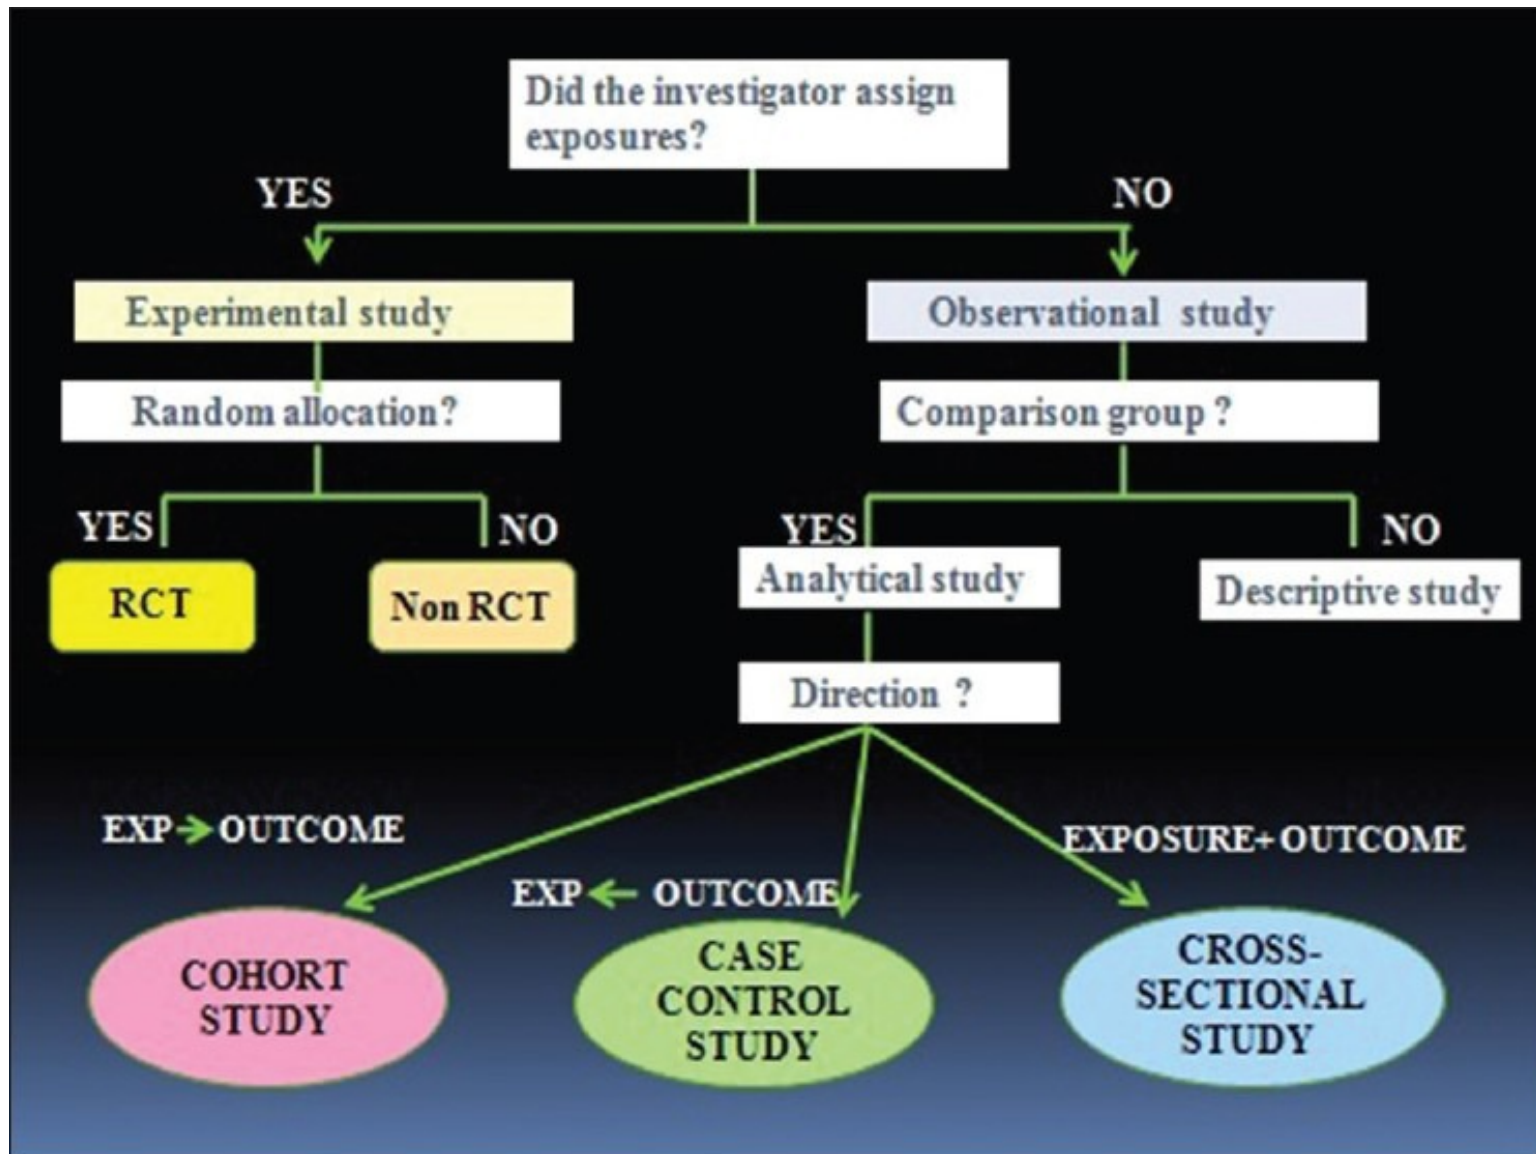 Did the investigator assign
exposures?
YES
NO
Experimental study
Observational study
Random allocation?
Comparison group ?
YES
NO
YES
NO
RCT
Non RCT
Analytical study
Descriptive study
Direction ?
EXP → OUTCOME
EXP ← OUTCOME
EXPOSURE+ OUTCOME
COHORT
STUDY
CASE
CONTROL
STUDY
CROSS-
SECTIONAL
STUDY